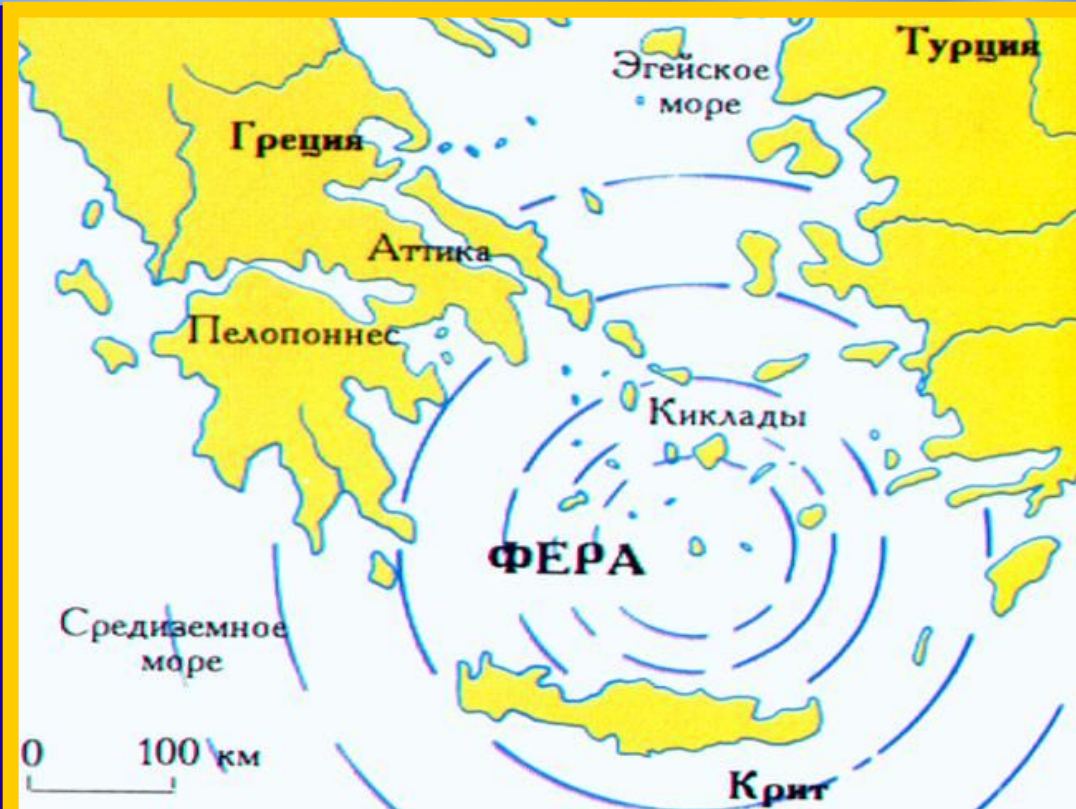 Турция
Эгейское
море
Греция
Аттика
Пелопоннес
Киклады
ФЕРА
Средиземное
море
0 100 км
Крит